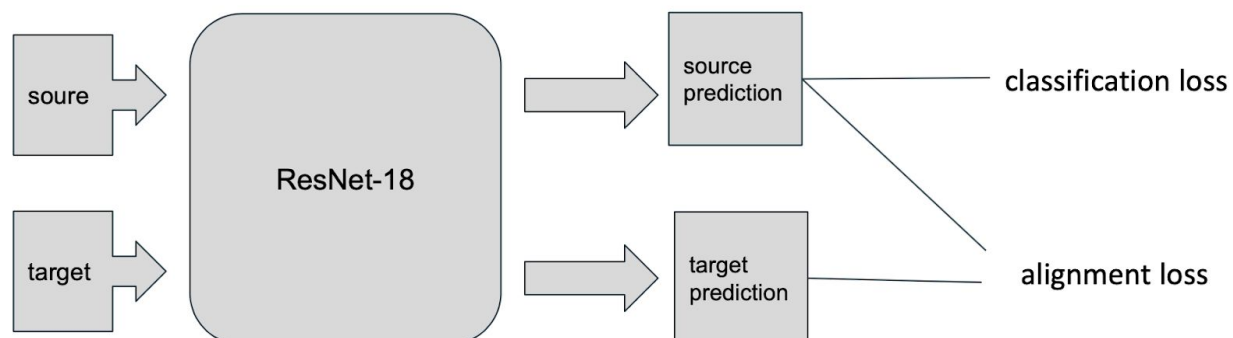 soure
ResNet-18
source
prediction
classification loss
target
target
prediction
alignment loss